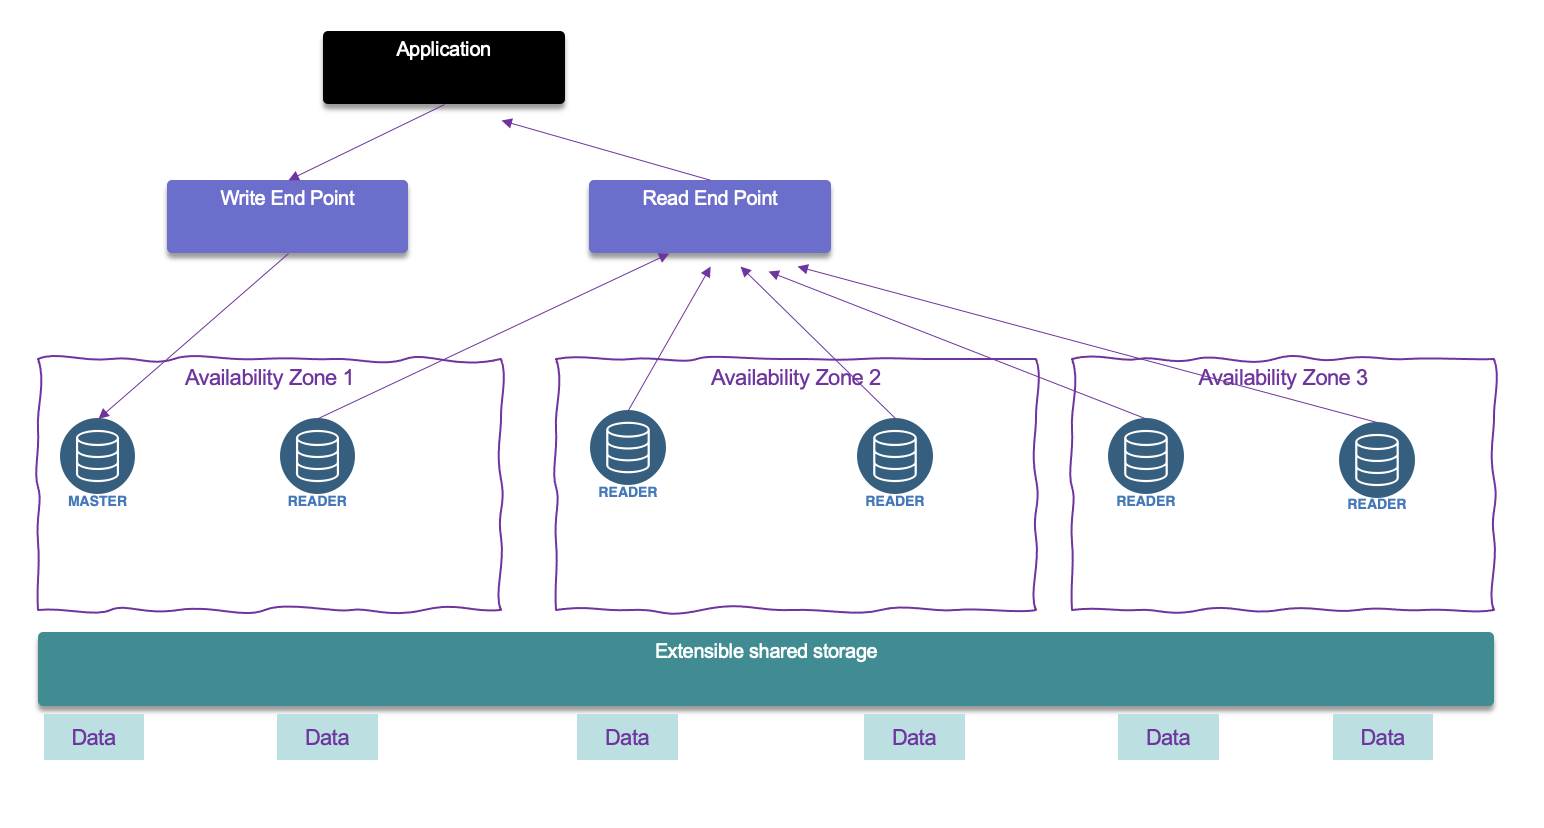 Application
Write End Point
Read End Point
Availability Zone 1
Availability Zone 2
Availability Zone 3
MASTER
READER
READER
READER
READER
READER
Extensible shared storage
Data
Data
Data
Data
Data
Data